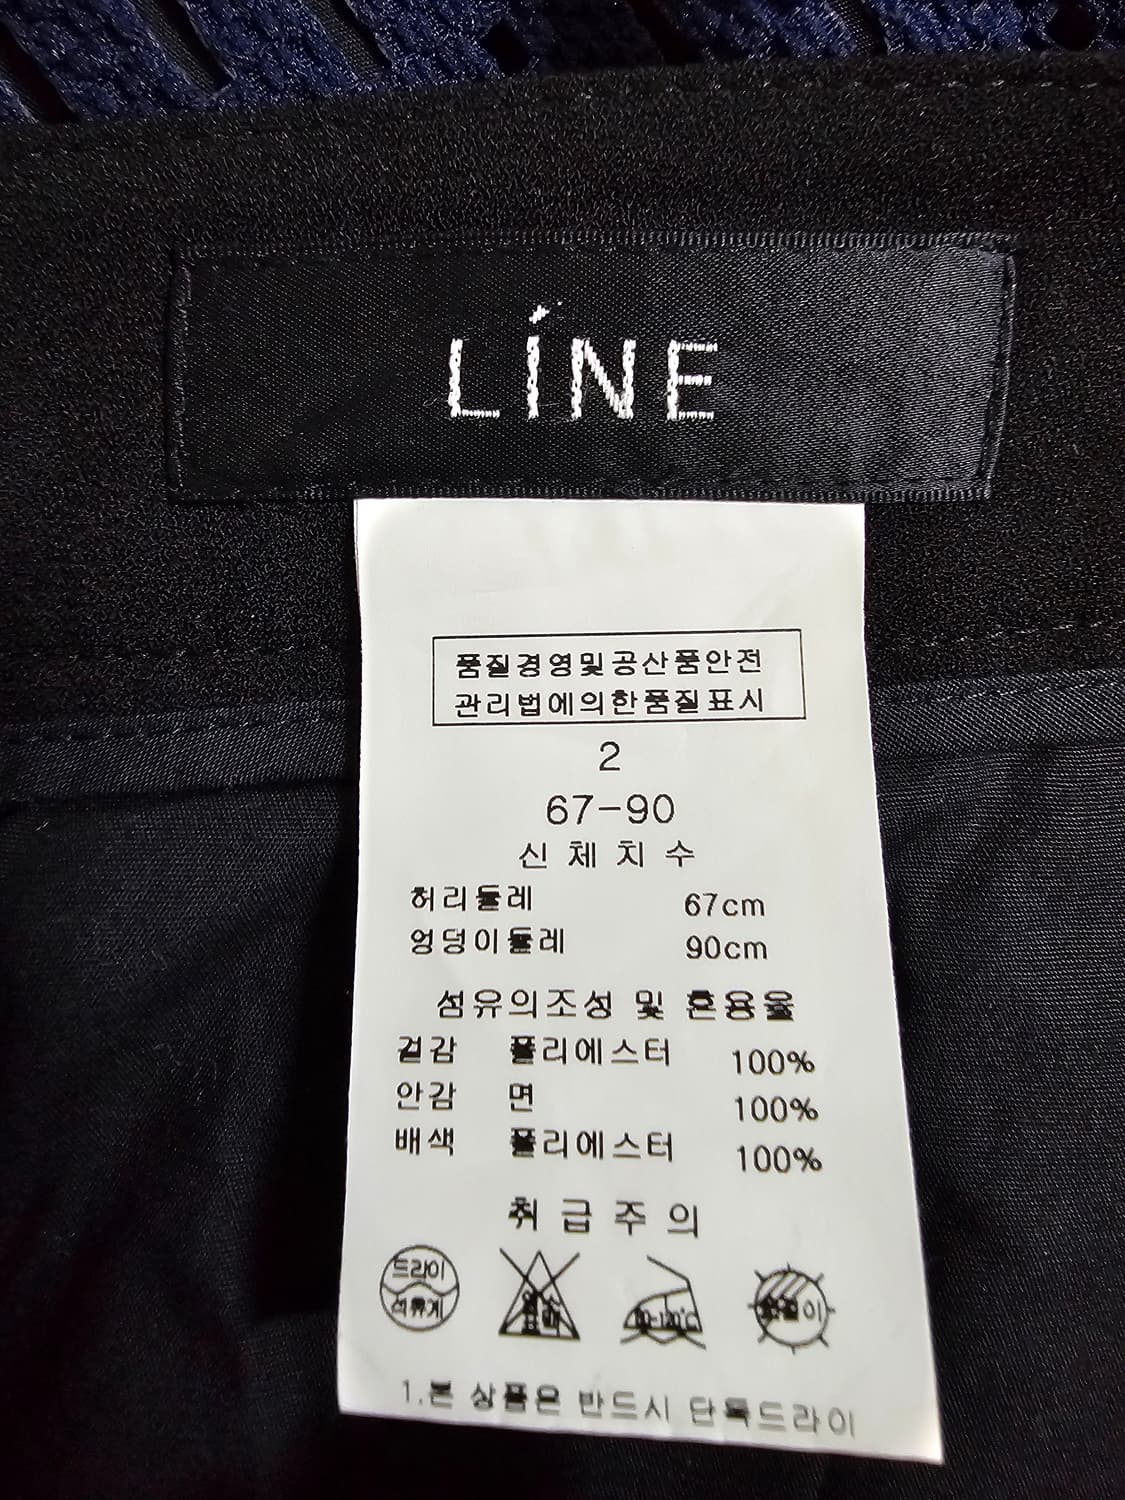 LÍNE
품질경영및공산품안전
관리법에의한품질표시
2
67-90
신체치수
허리둘레 67cm
엉덩이둘레 90cm
섬유의조성 및 혼용율
겉감 폴리에스터 100%
안감 면 100%
배색 폴리에스터 100%
취급주의
드라이
석유계
1.본 상품은 반드시 단독드라이